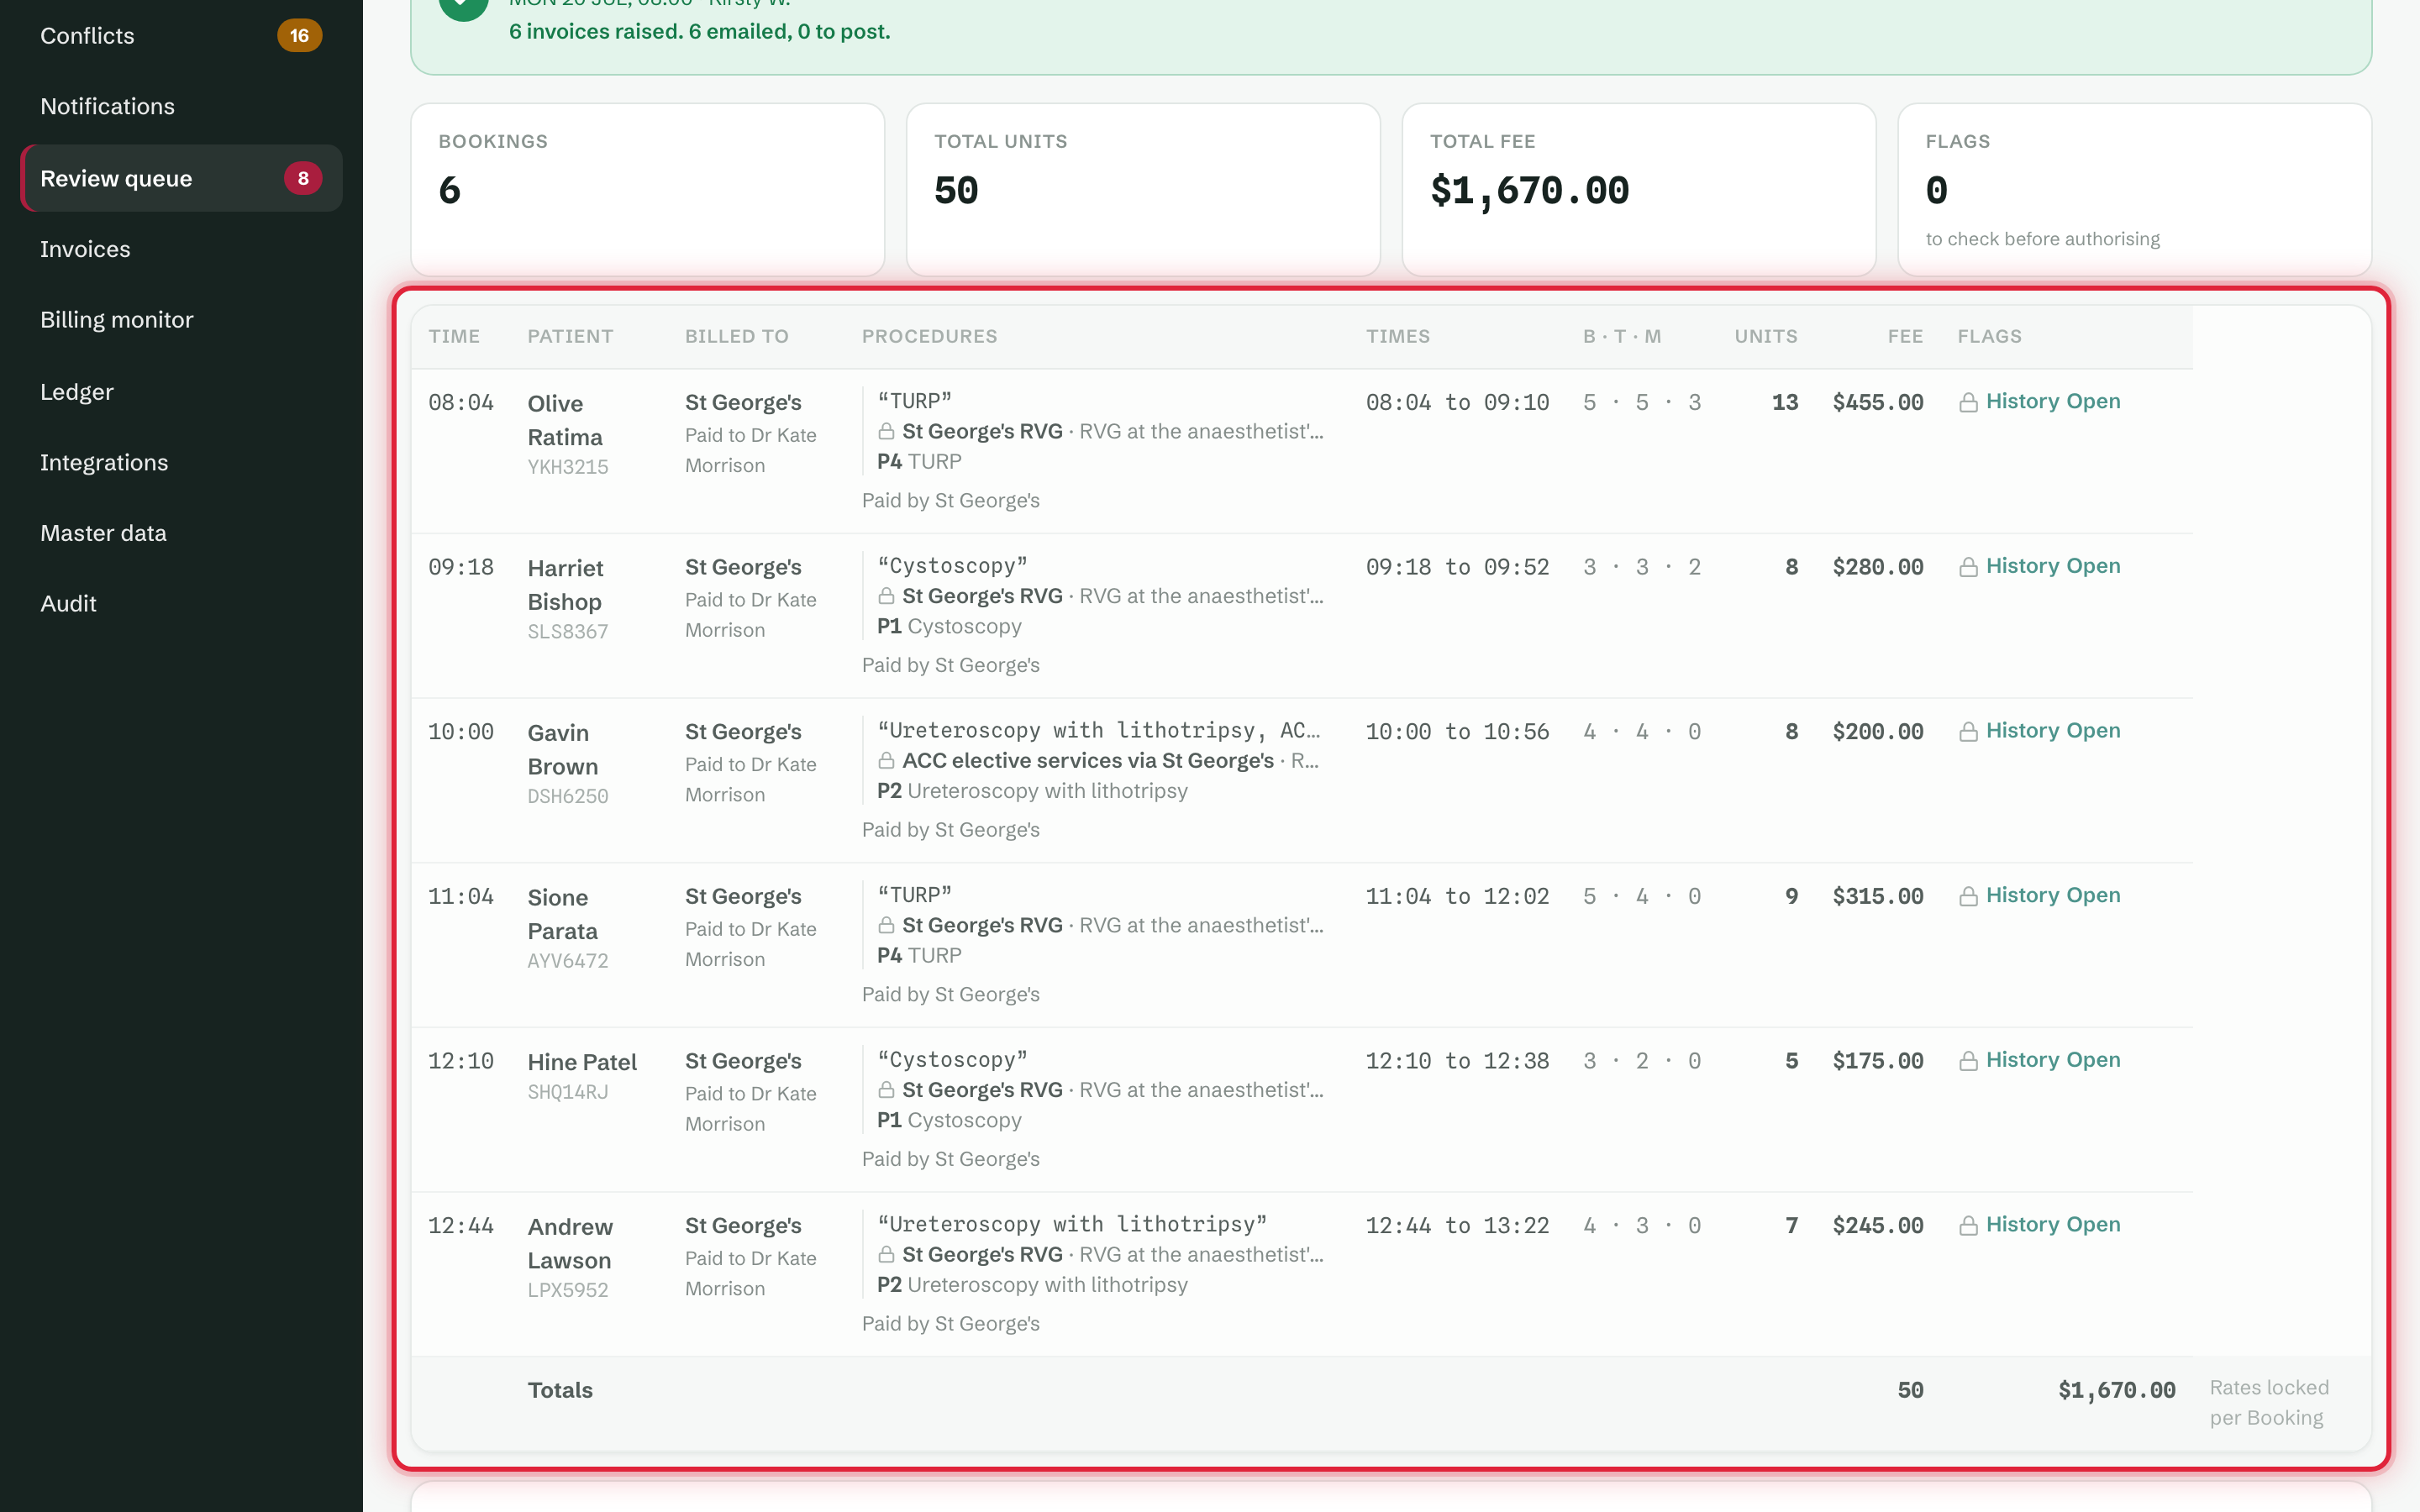 Conflicts 16
Notifications
Review queue 8
Invoices
Billing monitor
Ledger
Integrations
Master data
Audit
6 invoices raised. 6 emailed, 0 to post.
BOOKINGS
6
TOTAL UNITS
50
TOTAL FEE
$1,670.00
FLAGS
0
to check before authorising
TIME PATIENT BILLED TO PROCEDURES TIMES B · T · M UNITS FEE FLAGS
08:04 Olive Ratima YKH3215 St George's Paid to Dr Kate Morrison
“TURP”
St George's RVG · RVG at the anaesthetist'...
P4 TURP
Paid by St George's
08:04 to 09:10 5 · 5 · 3 13 $455.00 History Open
09:18 Harriet Bishop SLS8367 St George's Paid to Dr Kate Morrison
“Cystoscopy”
St George's RVG · RVG at the anaesthetist'...
P1 Cystoscopy
Paid by St George's
09:18 to 09:52 3 · 3 · 2 8 $280.00 History Open
10:00 Gavin Brown DSH6250 St George's Paid to Dr Kate Morrison
“Ureteroscopy with lithotripsy, AC...
ACC elective services via St George's · R...
P2 Ureteroscopy with lithotripsy
Paid by St George's
10:00 to 10:56 4 · 4 · 0 8 $200.00 History Open
11:04 Sione Parata AYV6472 St George's Paid to Dr Kate Morrison
“TURP”
St George's RVG · RVG at the anaesthetist'...
P4 TURP
Paid by St George's
11:04 to 12:02 5 · 4 · 0 9 $315.00 History Open
12:10 Hine Patel SHQ14RJ St George's Paid to Dr Kate Morrison
“Cystoscopy”
St George's RVG · RVG at the anaesthetist'...
P1 Cystoscopy
Paid by St George's
12:10 to 12:38 3 · 2 · 0 5 $175.00 History Open
12:44 Andrew Lawson LPX5952 St George's Paid to Dr Kate Morrison
“Ureteroscopy with lithotripsy”
St George's RVG · RVG at the anaesthetist'...
P2 Ureteroscopy with lithotripsy
Paid by St George's
12:44 to 13:22 4 · 3 · 0 7 $245.00 History Open
Totals 50 $1,670.00 Rates locked per Booking